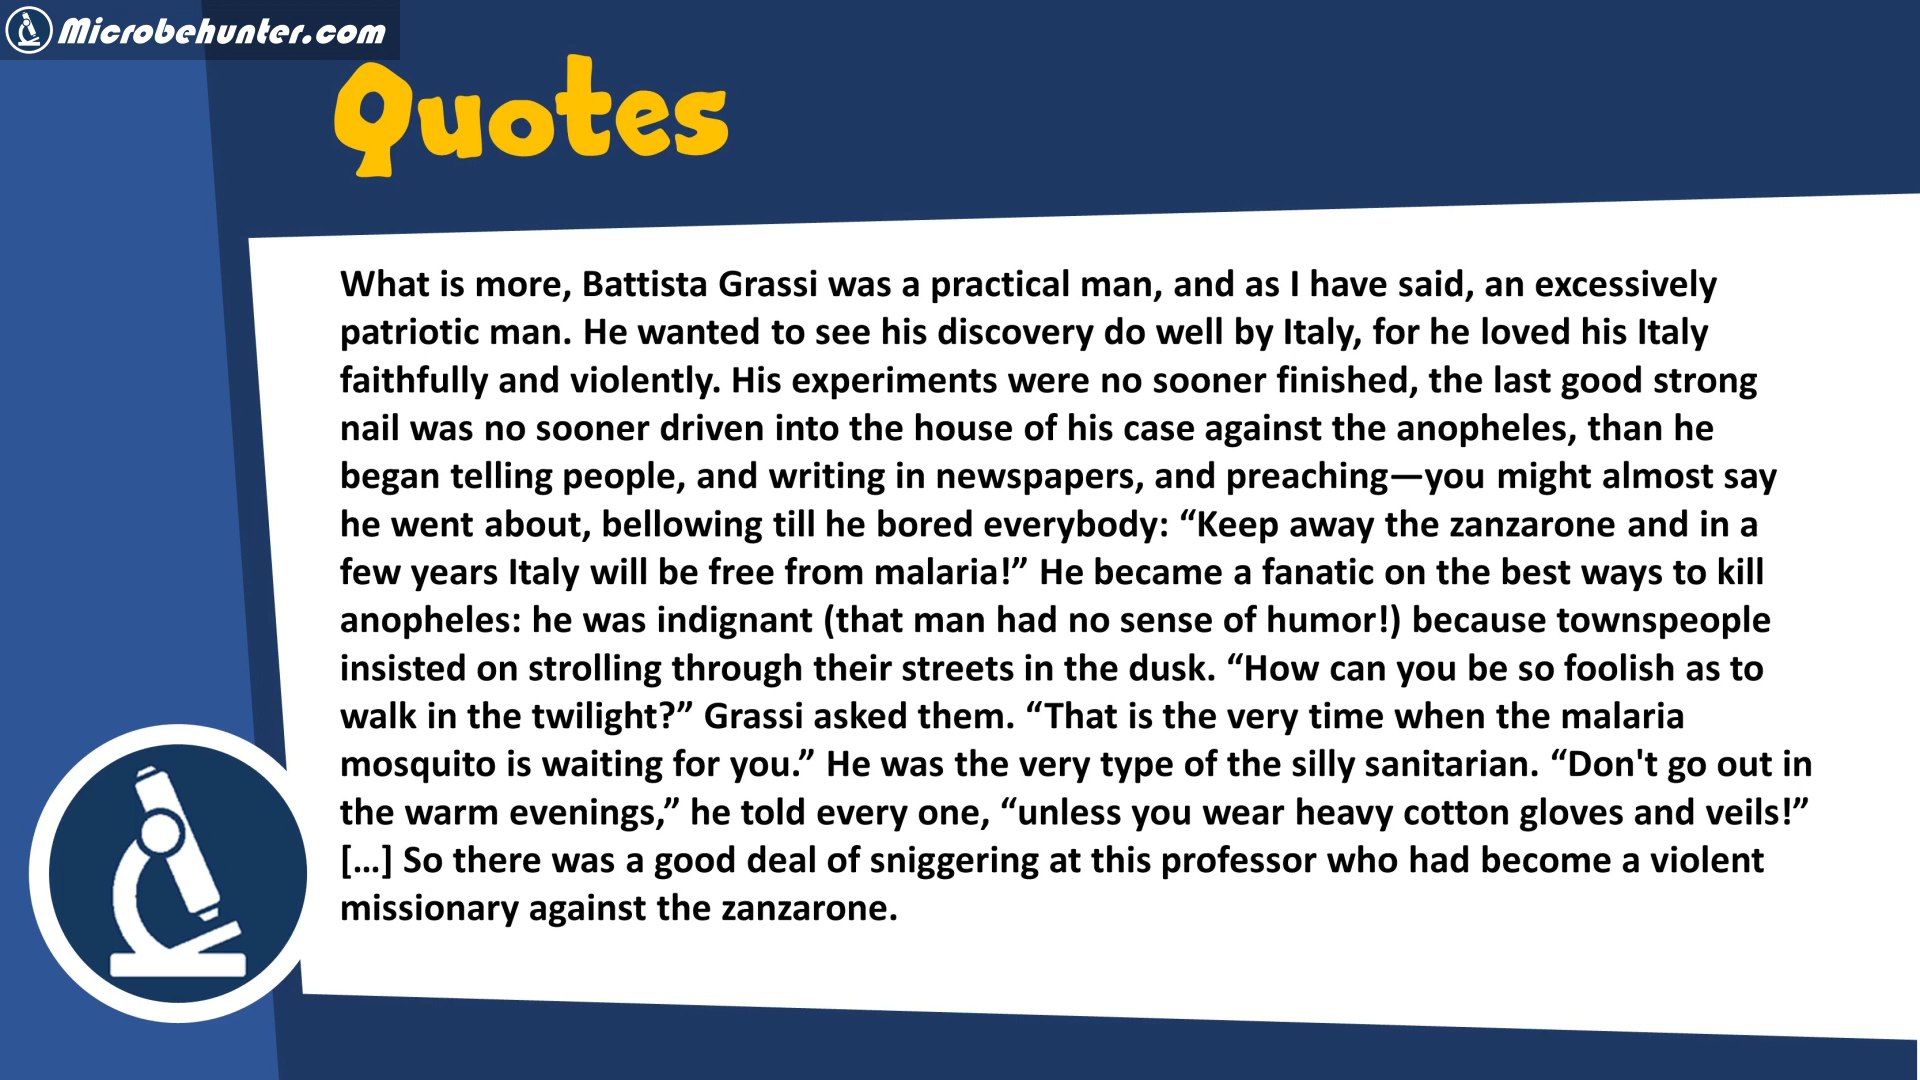 Microbehunter.com
Quotes
What is more, Battista Grassi was a practical man, and as I have said, an excessively
patriotic man. He wanted to see his discovery do well by Italy, for he loved his Italy
faithfully and violently. His experiments were no sooner finished, the last good strong
nail was no sooner driven into the house of his case against the anopheles, than he
began telling people, and writing in newspapers, and preaching—you might almost say
he went about, bellowing till he bored everybody: “Keep away the zanzarone and in a
few years Italy will be free from malaria!” He became a fanatic on the best ways to kill
anopheles: he was indignant (that man had no sense of humor!) because townspeople
insisted on strolling through their streets in the dusk. “How can you be so foolish as to
walk in the twilight?” Grassi asked them. “That is the very time when the malaria
mosquito is waiting for you.” He was the very type of the silly sanitarian. “Don't go out in
the warm evenings,” he told every one, “unless you wear heavy cotton gloves and veils!”
[…] So there was a good deal of sniggering at this professor who had become a violent
missionary against the zanzarone.